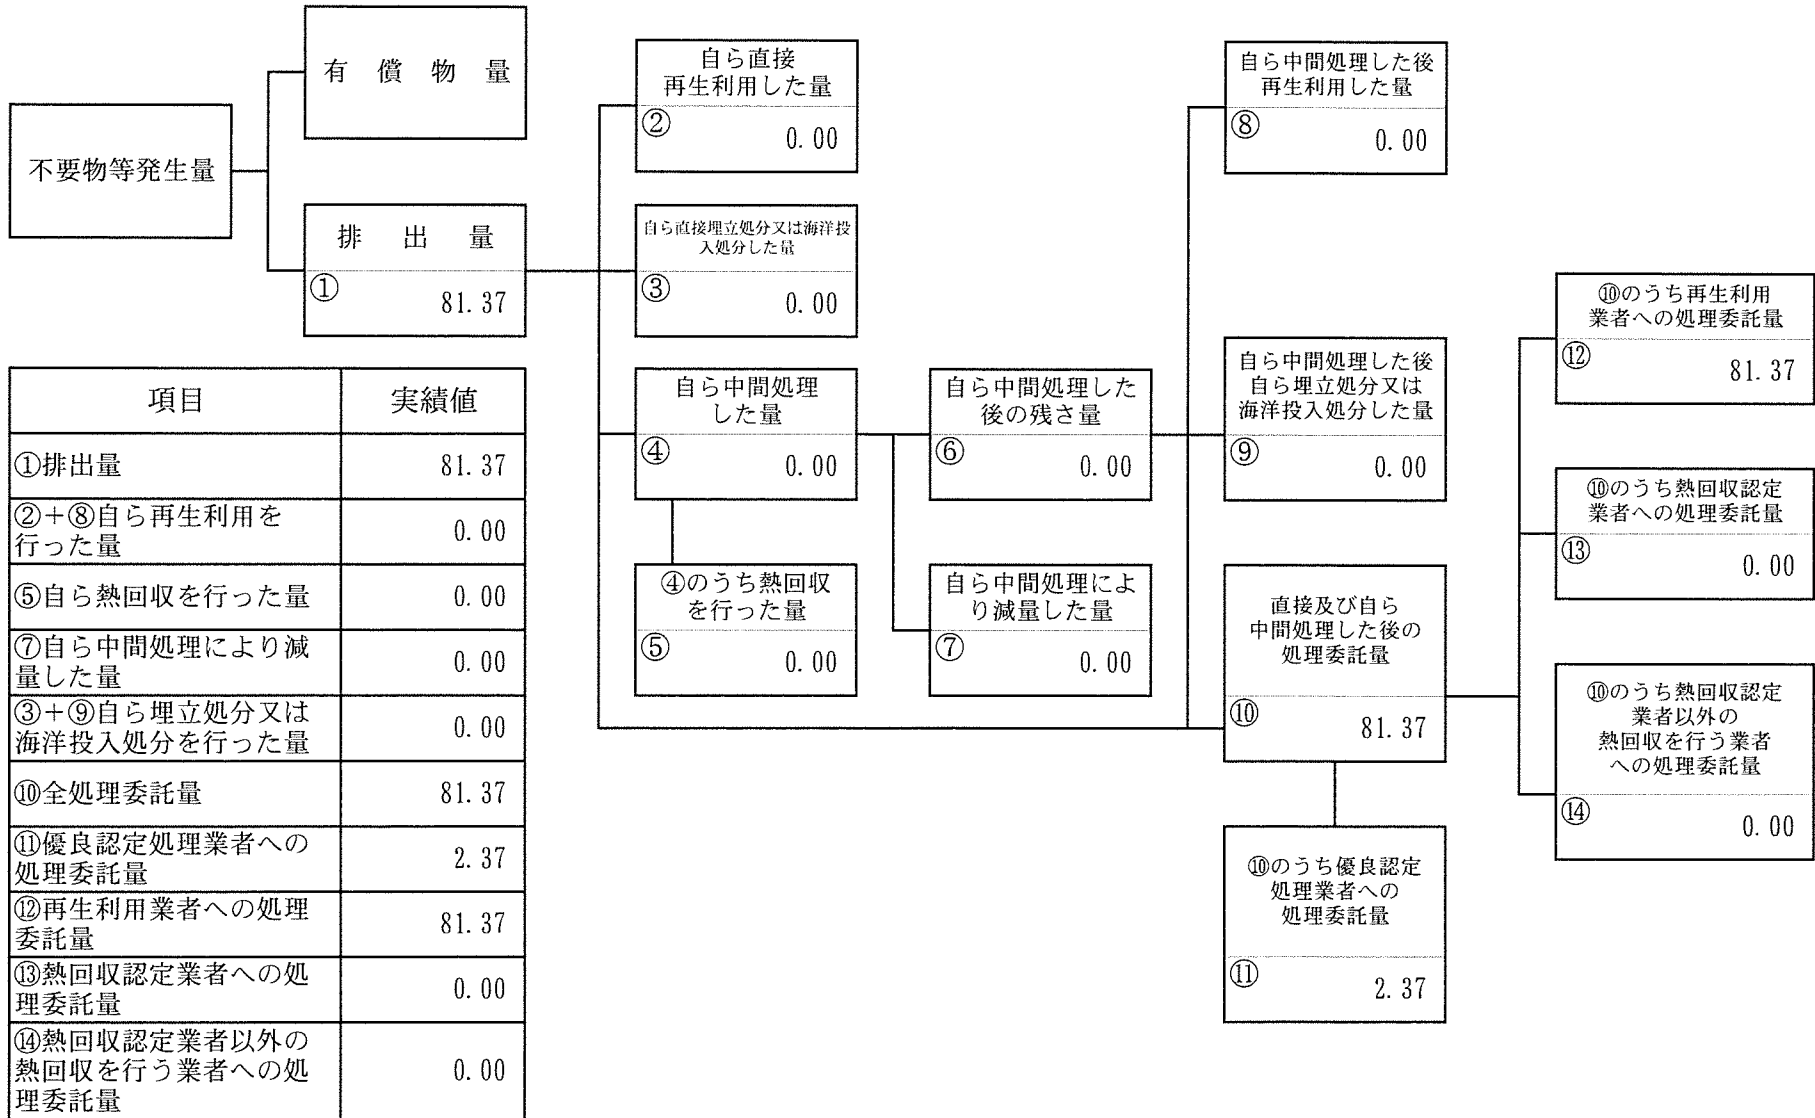 不要物等発生量
有償物量
排出量
① 81.37
自ら直接
再生利用した量
② 0.00
自ら直接埋立処分又は海洋投
入処分した量
③ 0.00
自ら中間処理
した量
④ 0.00
④のうち熱回収
を行った量
⑤ 0.00
自ら中間処理した
後の残さ量
⑥ 0.00
自ら中間処理によ
り減量した量
⑦ 0.00
自ら中間処理した後
再生利用した量
⑧ 0.00
自ら中間処理した後
自ら埋立処分又は
海洋投入処分した量
⑨ 0.00
直接及び自ら
中間処理した後の
処理委託量
⑩ 81.37
⑩のうち優良認定
処理業者への
処理委託量
⑪ 2.37
⑩のうち再生利用
業者への処理委託量
⑫ 81.37
⑩のうち熱回収認定
業者への処理委託量
⑬ 0.00
⑩のうち熱回収認定
業者以外の
熱回収を行う業者
への処理委託量
⑭ 0.00
項目 実績値
①排出量 81.37
②+⑧自ら再生利用を
行った量 0.00
⑤自ら熱回収を行った量 0.00
⑦自ら中間処理により減
量した量 0.00
③+⑨自ら埋立処分又は
海洋投入処分を行った量 0.00
⑩全処理委託量 81.37
⑪優良認定処理業者への
処理委託量 2.37
⑫再生利用業者への処理
委託量 81.37
⑬熱回収認定業者への処
理委託量 0.00
⑭熱回収認定業者以外の
熱回収を行う業者への処
理委託量 0.00